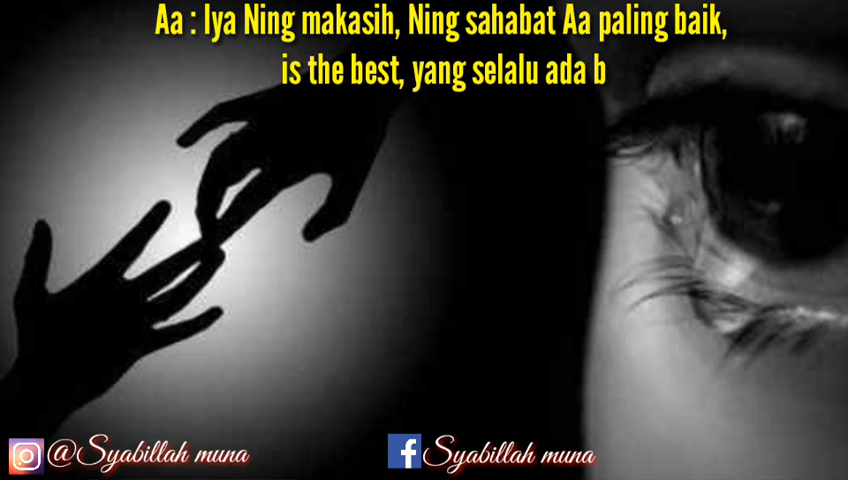 Aa : Iya Ning makasih, Ning sahabat Aa paling baik,
is the best, yang selalu ada b
@Syabillah muna
Syabillah muna